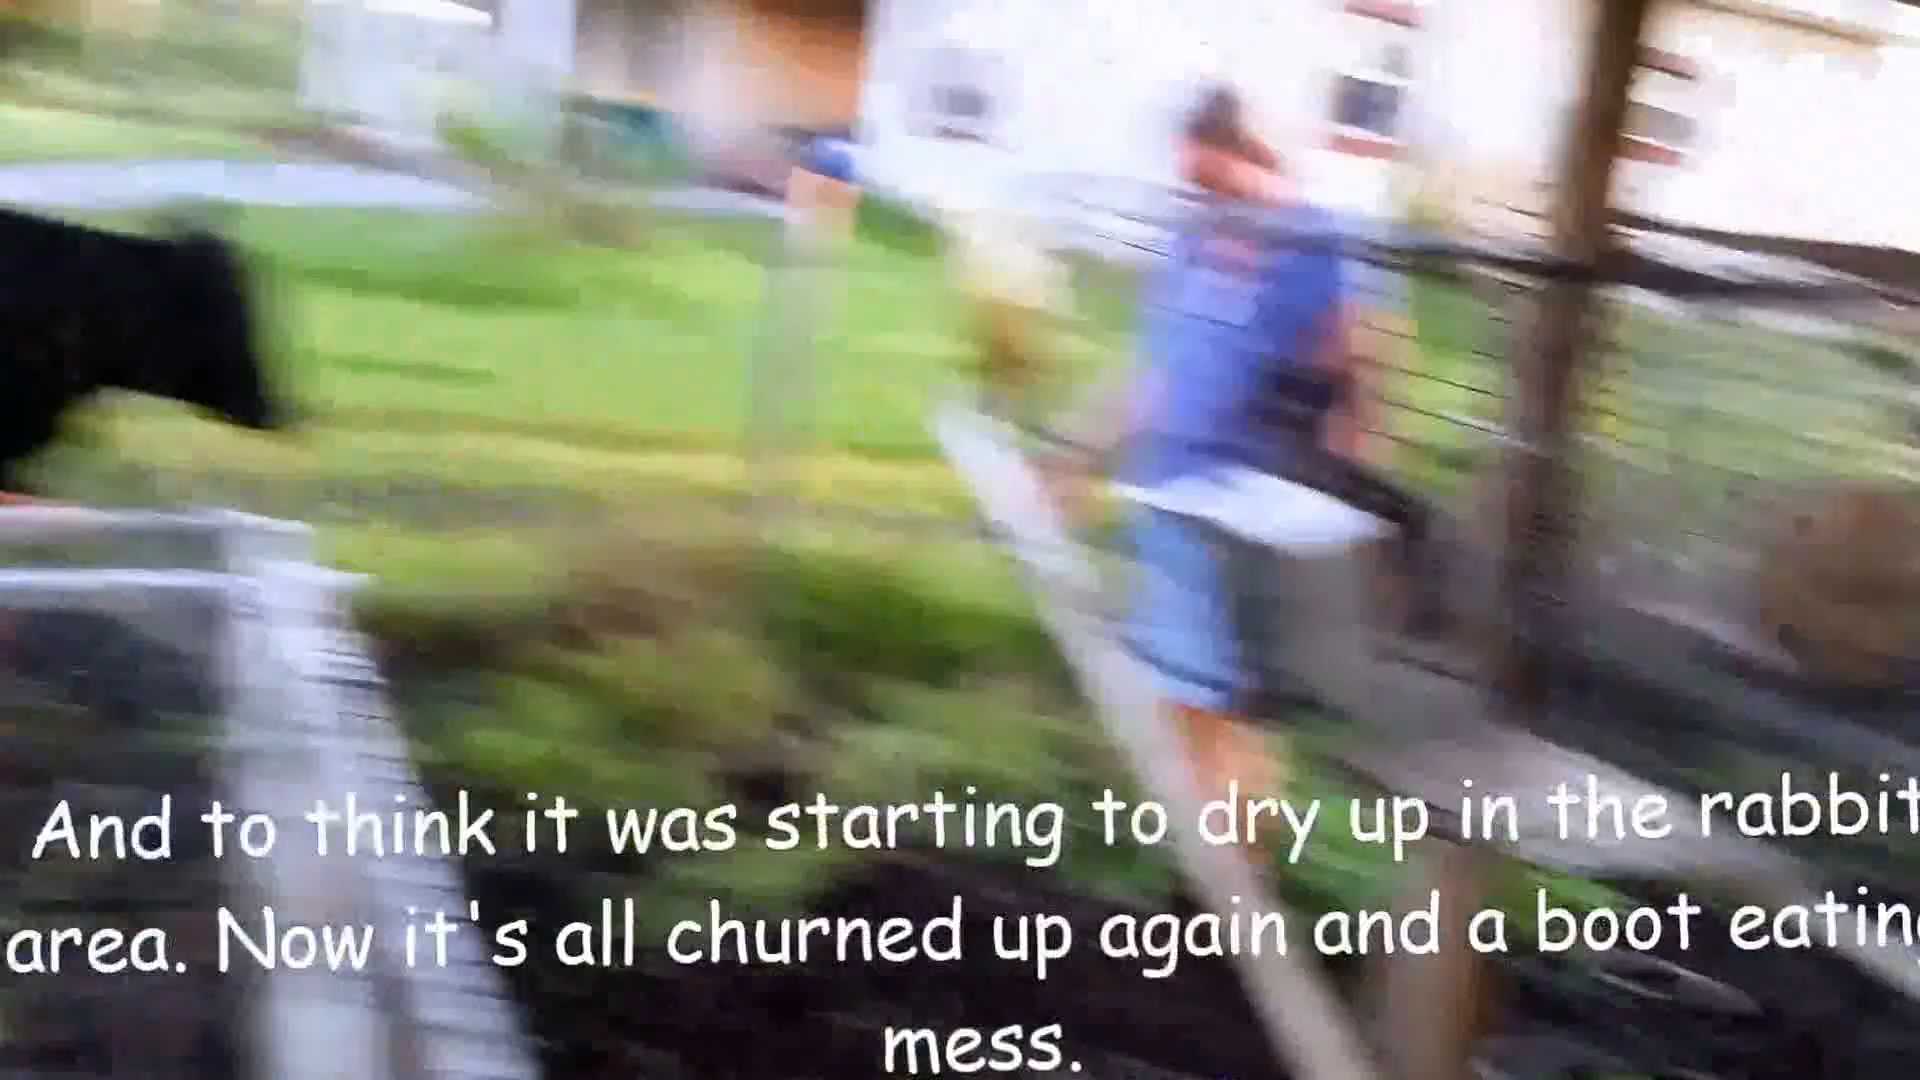 And to think it was starting to dry up in the rabbit
area. Now it's all churned up again and a boot eating
mess.